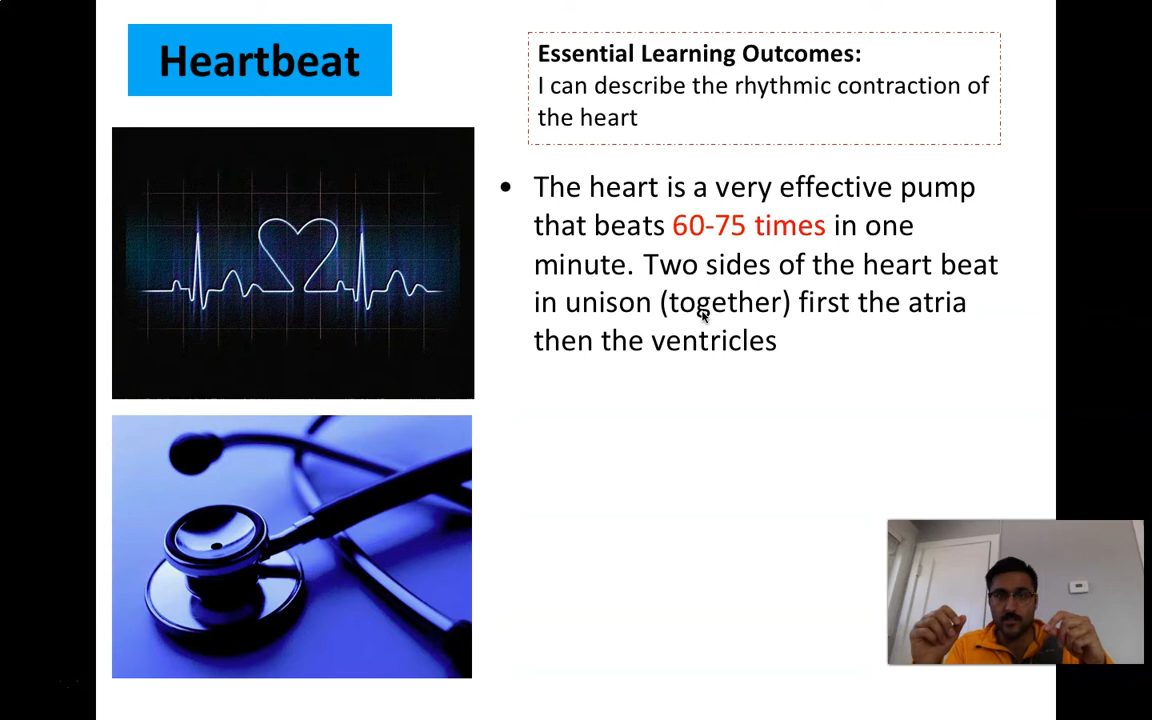 Heartbeat
Essential Learning Outcomes:
I can describe the rhythmic contraction of
the heart
• The heart is a very effective pump
that beats 60-75 times in one
minute. Two sides of the heart beat
in unison (together) first the atria
then the ventricles